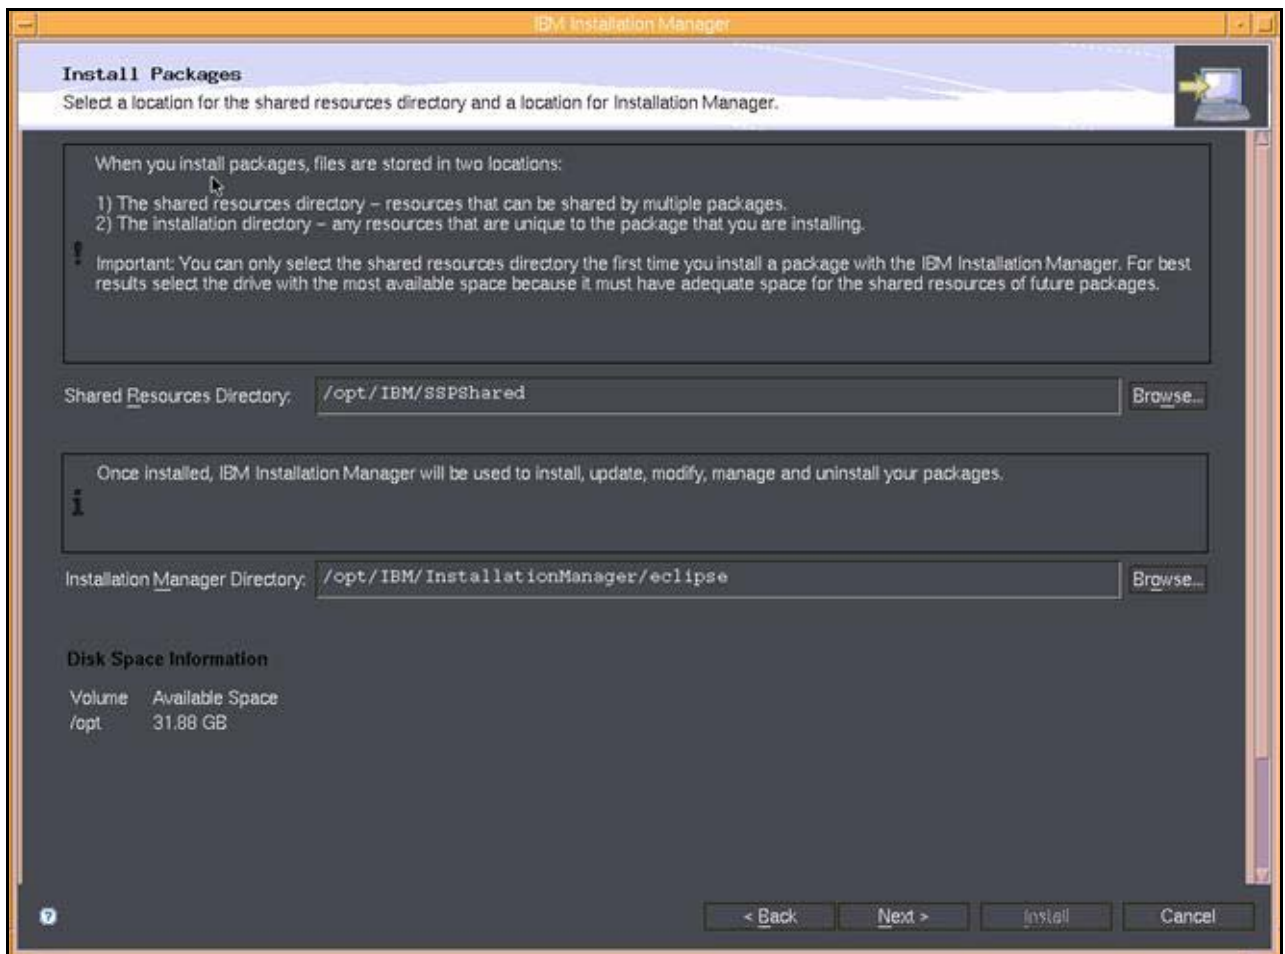 IBM Installation Manager
Install Packages
Select a location for the shared resources directory and a location for Installation Manager.
When you install packages, files are stored in two locations:
1) The shared resources directory – resources that can be shared by multiple packages.
2) The installation directory – any resources that are unique to the package that you are installing.
Important: You can only select the shared resources directory the first time you install a package with the IBM Installation Manager. For best
results select the drive with the most available space because it must have adequate space for the shared resources of future packages.
Shared Resources Directory: /opt/IBM/SSPShared Browse...
Once installed, IBM Installation Manager will be used to install, update, modify, manage and uninstall your packages.
Installation Manager Directory: /opt/IBM/InstallationManager/eclipse Browse...
Disk Space Information
Volume Available Space
/opt 31.88 GB
? < Back Next > Install Cancel